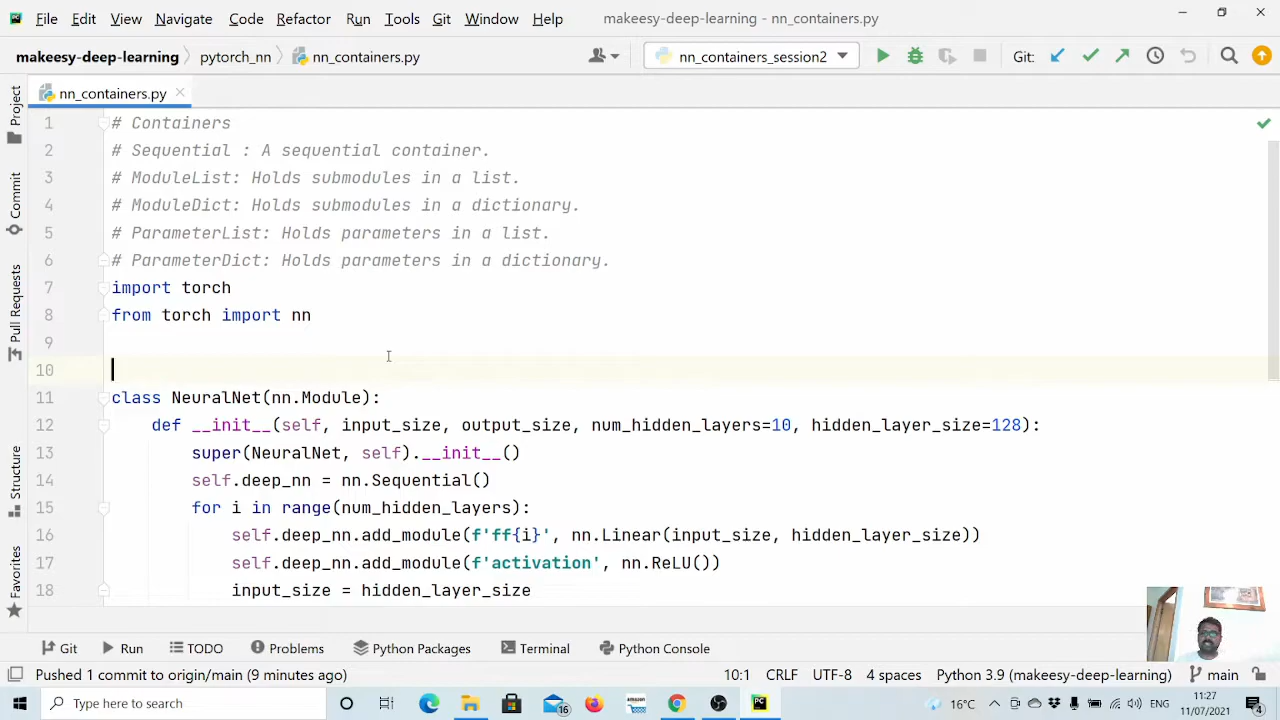 File Edit View Navigate Code Refactor Run Tools Git Window Help makeesy-deep-learning - nn_containers.py
makeesy-deep-learning pytorch_nn nn_containers.py nn_containers_session2 Git:
nn_containers.py
Project
Commit
Pull Requests
Structure
Favorites
1 # Containers
2 # Sequential : A sequential container.
3 # ModuleList: Holds submodules in a list.
4 # ModuleDict: Holds submodules in a dictionary.
5 # ParameterList: Holds parameters in a list.
6 # ParameterDict: Holds parameters in a dictionary.
7 import torch
8 from torch import nn
9
10
11 class NeuralNet(nn.Module):
12 def __init__(self, input_size, output_size, num_hidden_layers=10, hidden_layer_size=128):
13 super(NeuralNet, self).__init__()
14 self.deep_nn = nn.Sequential()
15 for i in range(num_hidden_layers):
16 self.deep_nn.add_module(f'ff{i}', nn.Linear(input_size, hidden_layer_size))
17 self.deep_nn.add_module(f'activation', nn.ReLU())
18 input_size = hidden_layer_size
Git Run TODO Problems Python Packages Terminal Python Console
Pushed 1 commit to origin/main (9 minutes ago) 10:1 CRLF UTF-8 4 spaces Python 3.9 (makeesy-deep-learning) main
Type here to search amazon 16 16°C 11:27
11/07/2021 4